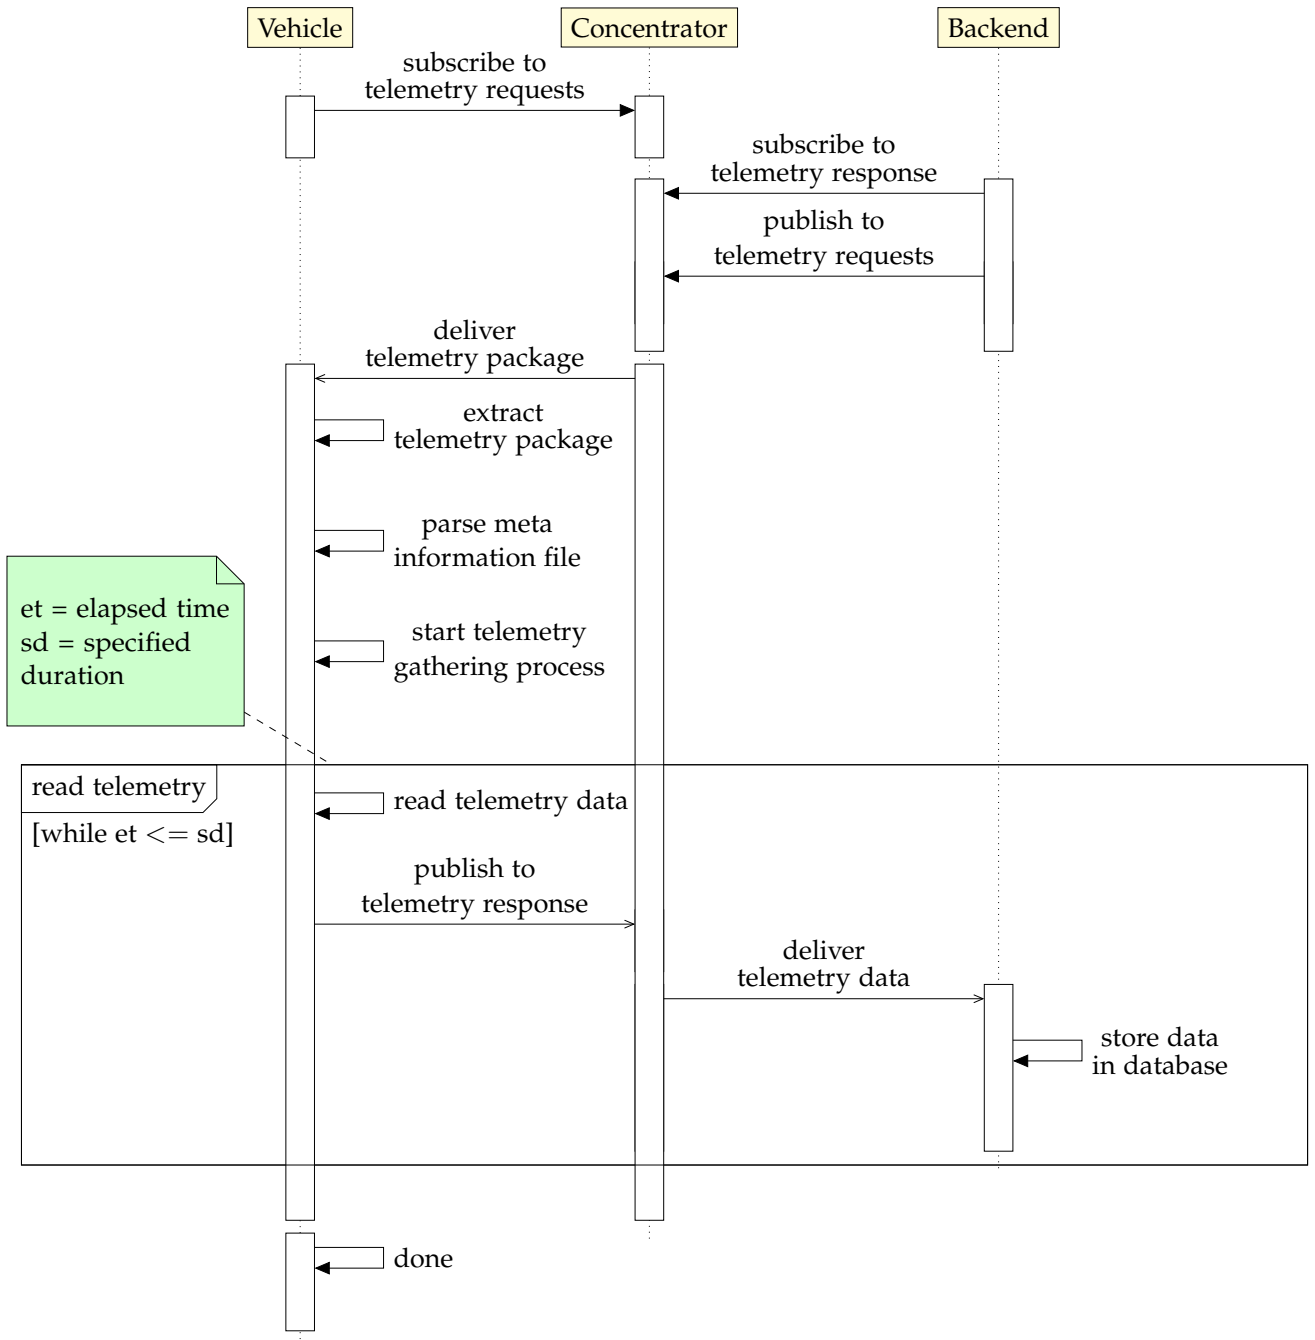 Vehicle
Concentrator
Backend
subscribe to
telemetry requests
subscribe to
telemetry response
publish to
telemetry requests
deliver
telemetry package
extract
telemetry package
parse meta
information file
et = elapsed time
sd = specified
duration
start telemetry
gathering process
read telemetry
[while et <= sd]
read telemetry data
publish to
telemetry response
deliver
telemetry data
store data
in database
done